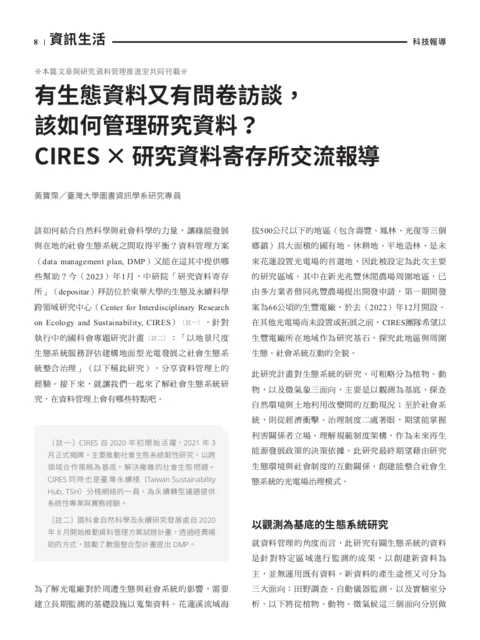 8 | 資訊生活
科技報導
※本篇文章與研究資料管理推進室共同刊載※
有生態資料又有問卷訪談，
該如何管理研究資料？
CIRES × 研究資料寄存所交流報導
黃寶霈／臺灣大學圖書資訊學系研究專員
該如何結合自然科學與社會科學的力量，讓綠能發展
與在地的社會生態系統之間取得平衡？資料管理方案
（data management plan, DMP）又能在這其中提供哪
些幫助？今（2023）年1月，中研院「研究資料寄存
所」（depositar）拜訪位於東華大學的生態及永續科學
跨領域研究中心（Center for Interdisciplinary Research
on Ecology and Sustainability, CIRES）〔註一〕，針對
執行中的國科會專題研究計畫〔註二〕：「以地景尺度
生態系統服務評估建構地面型光電發展之社會生態系
統整合治理」（以下稱此研究），分享資料管理上的
經驗。接下來，就讓我們一起來了解社會生態系統研
究，在資料管理上會有哪些特點吧。
〔註一〕CIRES 自 2020 年初開始活躍，2021 年 3
月正式揭牌，主要推動社會生態系統韌性研究，以跨
領域合作策略為基底，解決複雜的社會生態問題。
CIRES 同時也是臺灣永續棧（Taiwan Sustainability
Hub, TSH）分棧網絡的一員，為永續轉型議題提供
系統性專業與實務經驗。
〔註二〕國科會自然科學及永續研究發展處自 2020
年 8 月開始推動資料管理方案試辦計畫，透過經費補
助的方式，鼓勵了數個整合型計畫提出 DMP。
為了解光電廠對於周遭生態與社會系統的影響，需要
建立長期監測的基礎設施以蒐集資料。花蓮溪流域海
拔500公尺以下的地區（包含壽豐、鳳林、光復等三個
鄉鎮）具大面積的國有地、休耕地、平地造林，是未
來花蓮設置光電場的首選地，因此被設定為此次主要
的研究區域。其中在新光兆豐休閒農場周圍地區，已
由多方業者借同兆豐農場提出開發申請，第一期開發
案為66公頃的生豐電廠，於去（2022）年12月開設。
在其他光電場尚未設置或拓展之前，CIRES團隊希望以
生豐電廠所在地域作為研究基石，探究此地區與周圍
生態、社會系統互動的全貌。
此研究計畫對生態系統的研究，可粗略分為植物、動
物，以及微氣象三面向，主要是以觀測為基底，探查
自然環境與土地利用改變間的互動現況；至於社會系
統，則從經濟衝擊、治理制度二處著眼，期望能掌握
利害關係者立場、理解規範制度架構，作為未來再生
能源發展政策的決策依據。此研究最終期望藉由研究
生態環境與社會制度的互動關係，創建能整合社會生
態系統的光電場治理模式。
以觀測為基底的生態系統研究
就資料管理的角度而言，此研究有關生態系統的資料
是針對特定區域進行監測的成果，以創建新資料為
主，並無運用既有資料。新資料的產生途徑又可分為
三大面向：田野調查、自動儀器監測，以及實驗室分
析。以下將從植物、動物、微氣候這三個面向分別做